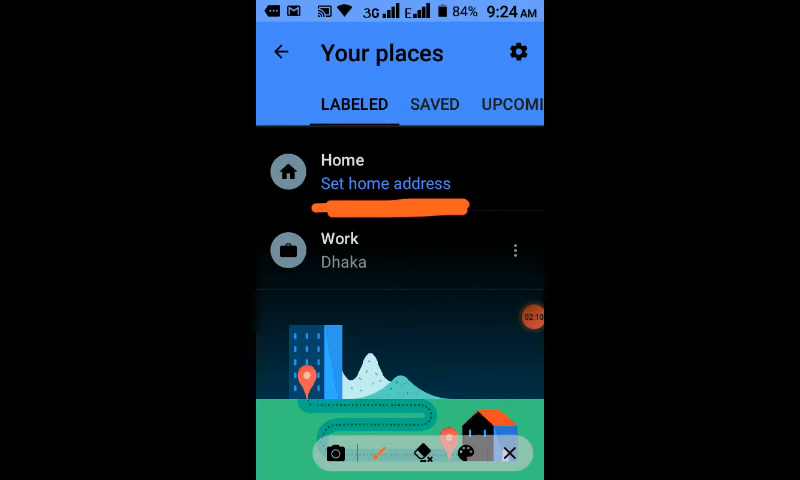 3G E 84% 9:24 AM
Your places
LABELED SAVED UPCOMI
Home
Set home address
Work
Dhaka
02:10